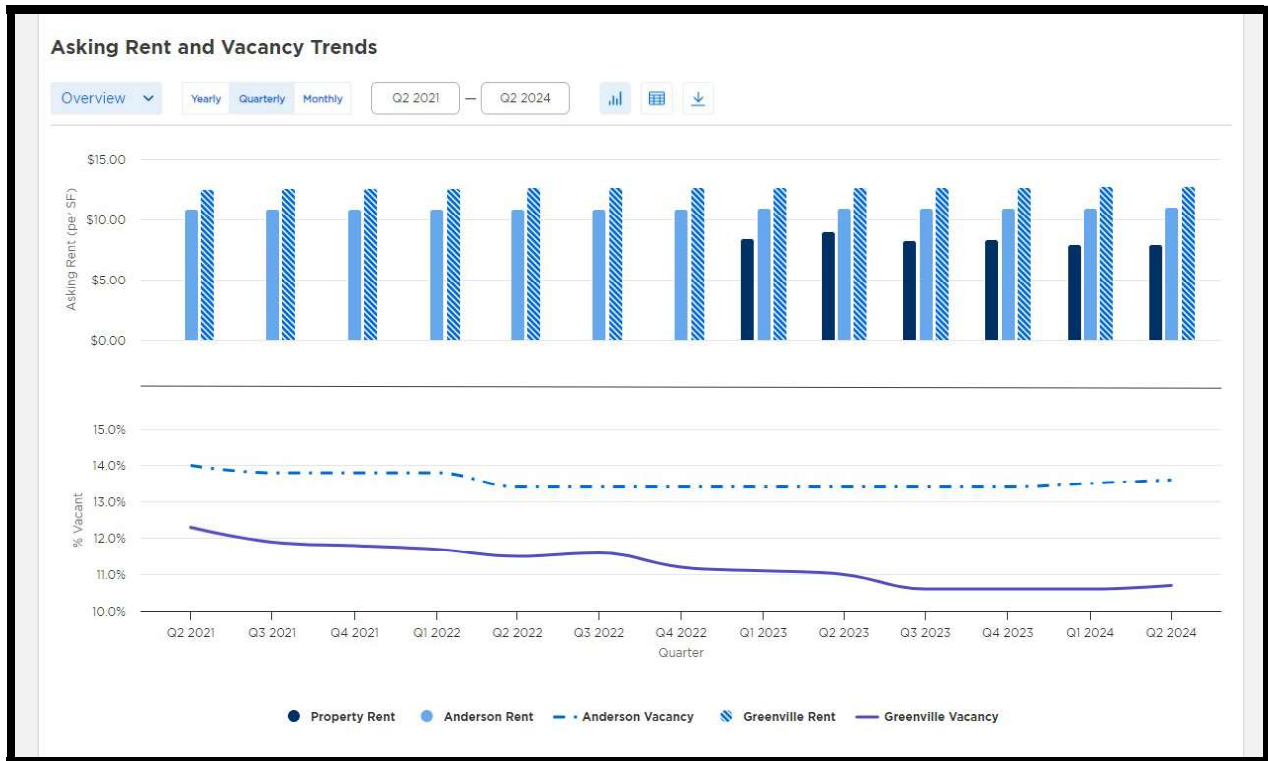 Asking Rent and Vacancy Trends
Overview Yearly Quarterly Monthly Q2 2021 — Q2 2024
$15.00
$10.00
$5.00
$0.00
Asking Rent (per SF)
15.0%
14.0%
13.0%
12.0%
11.0%
10.0%
% Vacant
Q2 2021 Q3 2021 Q4 2021 Q1 2022 Q2 2022 Q3 2022 Q4 2022 Q1 2023 Q2 2023 Q3 2023 Q4 2023 Q1 2024 Q2 2024
Quarter
Property Rent Anderson Rent Anderson Vacancy Greenville Rent Greenville Vacancy